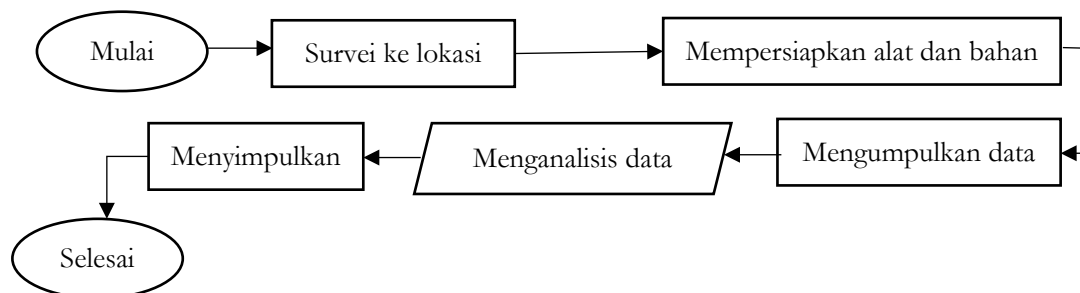 Mulai
Survei ke lokasi
Mempersiapkan alat dan bahan
Mengumpulkan data
Menganalisis data
Menyimpulkan
Selesai